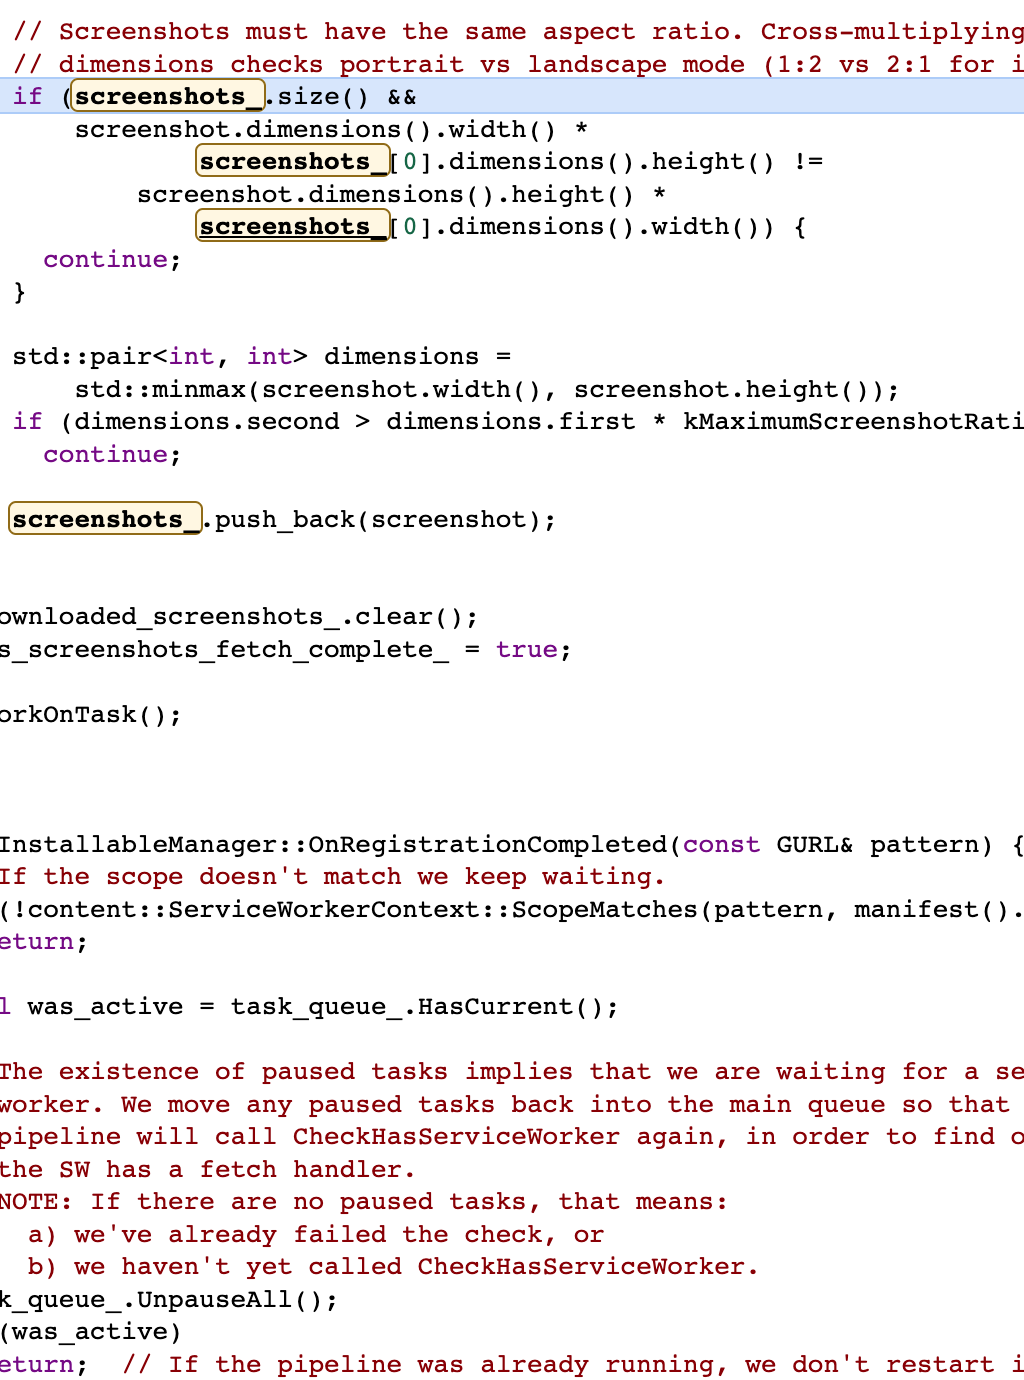 // Screenshots must have the same aspect ratio. Cross-multiplying
// dimensions checks portrait vs landscape mode (1:2 vs 2:1 for i
if (screenshots_.size() &&
screenshot.dimensions().width() *
screenshots_[0].dimensions().height() !=
screenshot.dimensions().height() *
screenshots_[0].dimensions().width()) {
continue;
}
std::pair<int, int> dimensions =
std::minmax(screenshot.width(), screenshot.height());
if (dimensions.second > dimensions.first * kMaximumScreenshotRati
continue;
screenshots_.push_back(screenshot);
ownloaded_screenshots_.clear();
s_screenshots_fetch_complete_ = true;
orkOnTask();
InstallableManager::OnRegistrationCompleted(const GURL& pattern) {
If the scope doesn't match we keep waiting.
(!content::ServiceWorkerContext::ScopeMatches(pattern, manifest().
eturn;
l was_active = task_queue_.HasCurrent();
The existence of paused tasks implies that we are waiting for a se
worker. We move any paused tasks back into the main queue so that
pipeline will call CheckHasServiceWorker again, in order to find o
the SW has a fetch handler.
NOTE: If there are no paused tasks, that means:
a) we've already failed the check, or
b) we haven't yet called CheckHasServiceWorker.
k_queue_.UnpauseAll();
(was_active)
eturn;  // If the pipeline was already running, we don't restart i